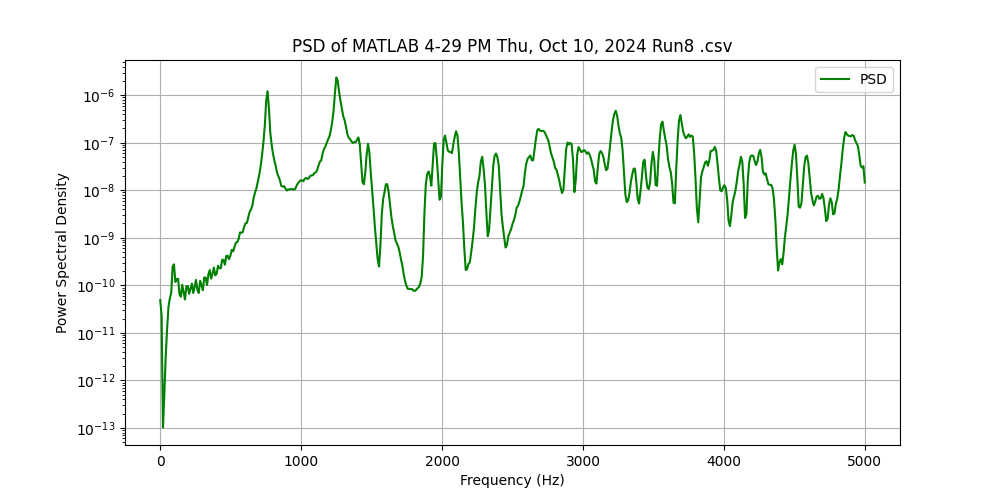 PSD of MATLAB 4-29 PM Thu, Oct 10, 2024 Run8 .csv
PSD
Power Spectral Density
10⁻⁶
10⁻⁷
10⁻⁸
10⁻⁹
10⁻¹⁰
10⁻¹¹
10⁻¹²
10⁻¹³
0 1000 2000 3000 4000 5000
Frequency (Hz)